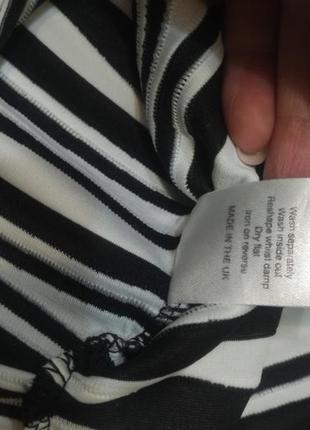 Wash separately
Wash inside out
Reshape whilst damp
Dry flat
Iron on reverse
MADE IN THE UK